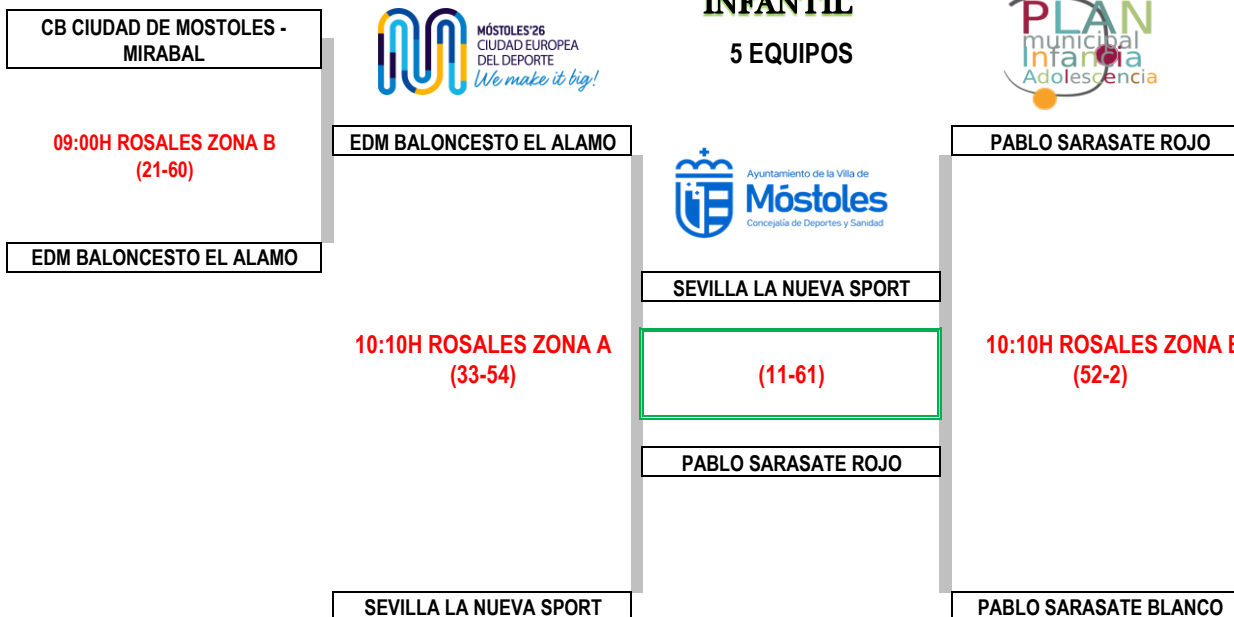 CB CIUDAD DE MOSTOLES -
MIRABAL
09:00H ROSALES ZONA B
(21-60)
EDM BALONCESTO EL ALAMO
MÓSTOLES'26
CIUDAD EUROPEA
DEL DEPORTE
We make it big!
INFANTIL
5 EQUIPOS
PLAN
municipal
Infancia
Adolescencia
EDM BALONCESTO EL ALAMO
10:10H ROSALES ZONA A
(33-54)
SEVILLA LA NUEVA SPORT
Ayuntamiento de la Villa de
Móstoles
Concejalía de Deportes y Sanidad
SEVILLA LA NUEVA SPORT
(11-61)
PABLO SARASATE ROJO
PABLO SARASATE ROJO
10:10H ROSALES ZONA B
(52-2)
PABLO SARASATE BLANCO